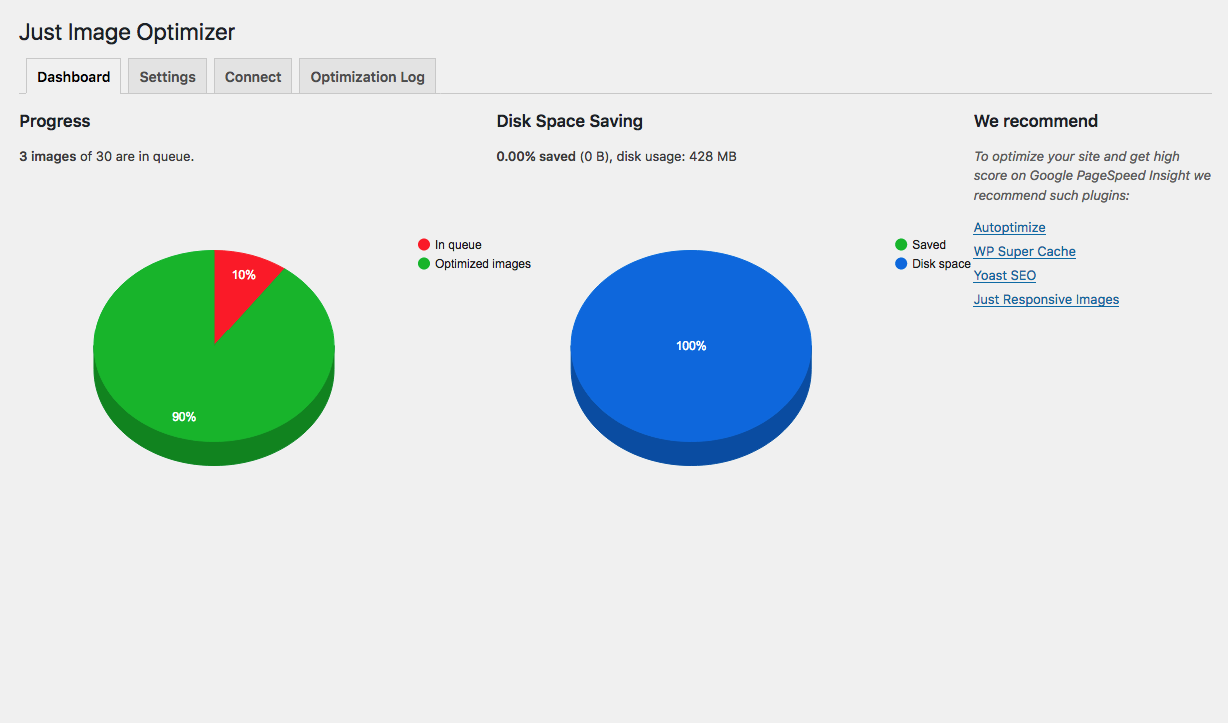 Just Image Optimizer
Dashboard
Settings
Connect
Optimization Log
Progress
3 images of 30 are in queue.
In queue
Optimized images
10%
90%
Disk Space Saving
0.00% saved (0 B), disk usage: 428 MB
Saved
Disk space
100%
We recommend
To optimize your site and get high
score on Google PageSpeed Insight we
recommend such plugins:
Autoptimize
WP Super Cache
Yoast SEO
Just Responsive Images